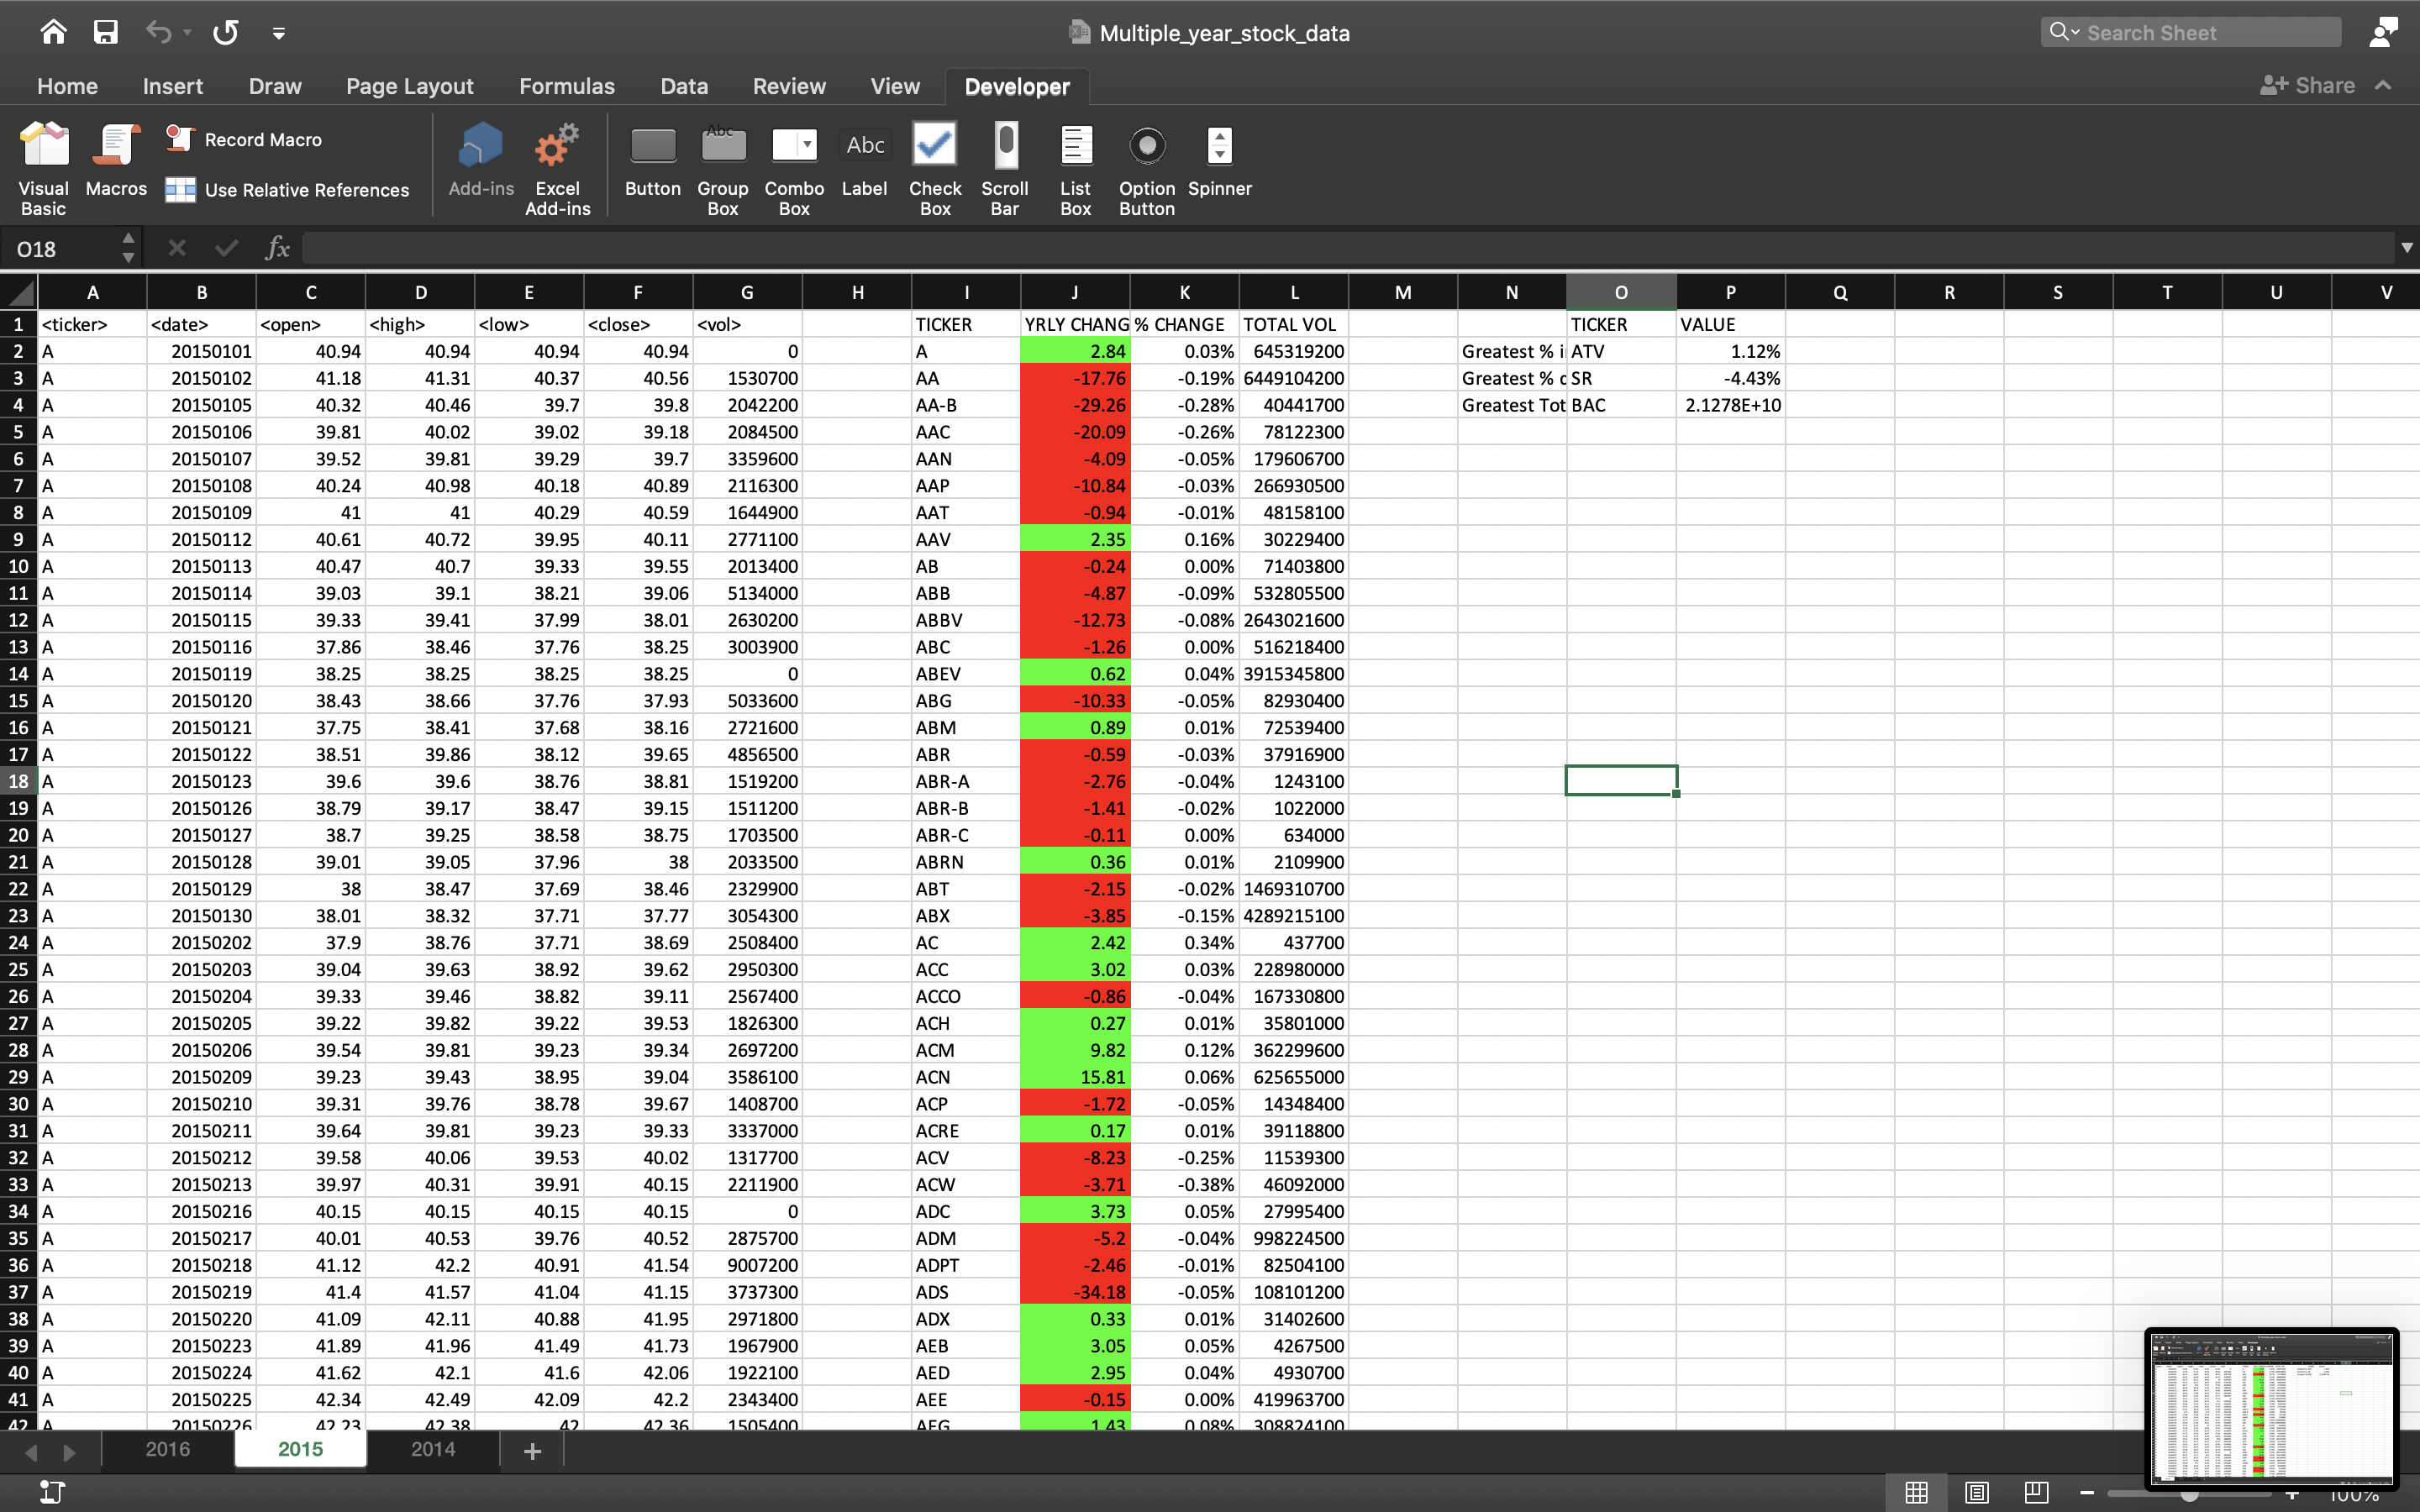 Multiple_year_stock_data
Search Sheet
Home Insert Draw Page Layout Formulas Data Review View Developer Share
Record Macro
Use Relative References
Visual Basic Macros Add-ins Excel Add-ins Button Abc Group Box Combo Box Abc Label Check Box Scroll Bar List Box Option Button Spinner
O18 fx
A B C D E F G H I J K L M N O P Q R S T U V
1 <ticker> <date> <open> <high> <low> <close> <vol> TICKER YRLY CHANG % CHANGE TOTAL VOL TICKER VALUE
2 A 20150101 40.94 40.94 40.94 40.94 0 A 2.84 0.03% 645319200 Greatest % i ATV 1.12%
3 A 20150102 41.18 41.31 40.37 40.56 1530700 AA -17.76 -0.19% 6449104200 Greatest % d SR -4.43%
4 A 20150105 40.32 40.46 39.7 39.8 2042200 AA-B -29.26 -0.28% 40441700 Greatest Tot BAC 2.1278E+10
5 A 20150106 39.81 40.02 39.02 39.18 2084500 AAC -20.09 -0.26% 78122300
6 A 20150107 39.52 39.81 39.29 39.7 3359600 AAN -4.09 -0.05% 179606700
7 A 20150108 40.24 40.98 40.18 40.89 2116300 AAP -10.84 -0.03% 266930500
8 A 20150109 41 41 40.29 40.59 1644900 AAT -0.94 -0.01% 48158100
9 A 20150112 40.61 40.72 39.95 40.11 2771100 AAV 2.35 0.16% 30229400
10 A 20150113 40.47 40.7 39.33 39.55 2013400 AB -0.24 0.00% 71403800
11 A 20150114 39.03 39.1 38.21 39.06 5134000 ABB -4.87 -0.09% 532805500
12 A 20150115 39.33 39.41 37.99 38.01 2630200 ABBV -12.73 -0.08% 2643021600
13 A 20150116 37.86 38.46 37.76 38.25 3003900 ABC -1.26 0.00% 516218400
14 A 20150119 38.25 38.25 38.25 38.25 0 ABEV 0.62 0.04% 3915345800
15 A 20150120 38.43 38.66 37.76 37.93 5033600 ABG -10.33 -0.05% 82930400
16 A 20150121 37.75 38.41 37.68 38.16 2721600 ABM 0.89 0.01% 72539400
17 A 20150122 38.51 39.86 38.12 39.65 4856500 ABR -0.59 -0.03% 37916900
18 A 20150123 39.6 39.6 38.76 38.81 1519200 ABR-A -2.76 -0.04% 1243100
19 A 20150126 38.79 39.17 38.47 39.15 1511200 ABR-B -1.41 -0.02% 1022000
20 A 20150127 38.7 39.25 38.58 38.75 1703500 ABR-C -0.11 0.00% 634000
21 A 20150128 39.01 39.05 37.96 38 2033500 ABRN 0.36 0.01% 2109900
22 A 20150129 38 38.47 37.69 38.46 2329900 ABT -2.15 -0.02% 1469310700
23 A 20150130 38.01 38.32 37.71 37.77 3054300 ABX -3.85 -0.15% 4289215100
24 A 20150202 37.9 38.76 37.71 38.69 2508400 AC 2.42 0.34% 437700
25 A 20150203 39.04 39.63 38.92 39.62 2950300 ACC 3.02 0.03% 228980000
26 A 20150204 39.33 39.46 38.82 39.11 2567400 ACCO -0.86 -0.04% 167330800
27 A 20150205 39.22 39.82 39.22 39.53 1826300 ACH 0.27 0.01% 35801000
28 A 20150206 39.54 39.81 39.23 39.34 2697200 ACM 9.82 0.12% 362299600
29 A 20150209 39.23 39.43 38.95 39.04 3586100 ACN 15.81 0.06% 625655000
30 A 20150210 39.31 39.76 38.78 39.67 1408700 ACP -1.72 -0.05% 14348400
31 A 20150211 39.64 39.81 39.23 39.33 3337000 ACRE 0.17 0.01% 39118800
32 A 20150212 39.58 40.06 39.53 40.02 1317700 ACV -8.23 -0.25% 11539300
33 A 20150213 39.97 40.31 39.91 40.15 2211900 ACW -3.71 -0.38% 46092000
34 A 20150216 40.15 40.15 40.15 40.15 0 ADC 3.73 0.05% 27995400
35 A 20150217 40.01 40.53 39.76 40.52 2875700 ADM -5.2 -0.04% 998224500
36 A 20150218 41.12 42.2 40.91 41.54 9007200 ADPT -2.46 -0.01% 82504100
37 A 20150219 41.4 41.57 41.04 41.15 3737300 ADS -34.18 -0.05% 108101200
38 A 20150220 41.09 42.11 40.88 41.95 2971800 ADX 0.33 0.01% 31402600
39 A 20150223 41.89 41.96 41.49 41.73 1967900 AEB 3.05 0.05% 4267500
40 A 20150224 41.62 42.1 41.6 42.06 1922100 AED 2.95 0.04% 4930700
41 A 20150225 42.34 42.49 42.09 42.2 2343400 AEE -0.15 0.00% 419963700
42 A 20150226 42.23 42.38 42 42.36 1505400 AEG 1.43 0.08% 308824100
2016 2015 2014
100%